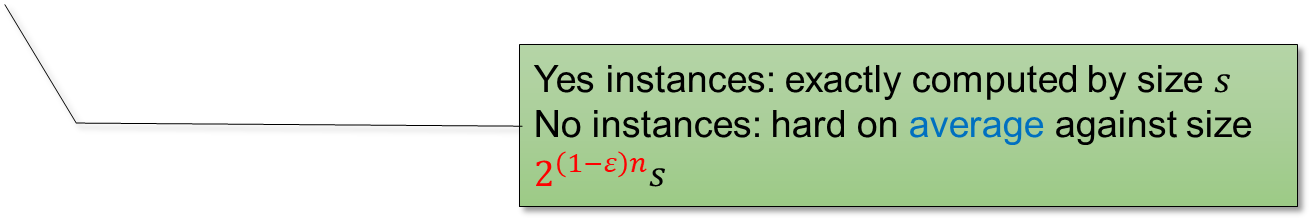 Yes instances: exactly computed by size 𝑠
No instances: hard on average against size
2^{(1−𝜀)𝑛}𝑠